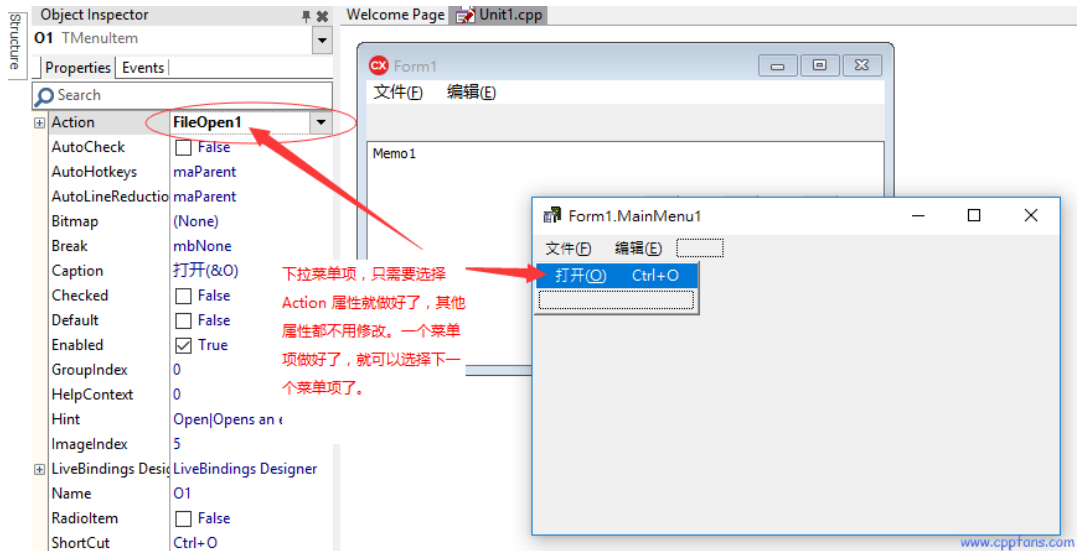 Structure
Object Inspector
O1 TMenuItem
Properties Events
Search
Action FileOpen1
AutoCheck False
AutoHotkeys maParent
AutoLineReductio maParent
Bitmap (None)
Break mbNone
Caption 打开(&O)
Checked False
Default False
Enabled True
GroupIndex 0
HelpContext 0
Hint Open|Opens an e
ImageIndex 5
LiveBindings Desig LiveBindings Designer
Name O1
RadioItem False
ShortCut Ctrl+O
Welcome Page Unit1.cpp
Form1
文件(F) 编辑(E)
Memo1
下拉菜单项，只需要选择
Action 属性就做好了，其他
属性都不用修改。一个菜单
项做好了，就可以选择下一
个菜单项了。
Form1.MainMenu1
文件(F) 编辑(E)
打开(O) Ctrl+O
www.cppfans.com